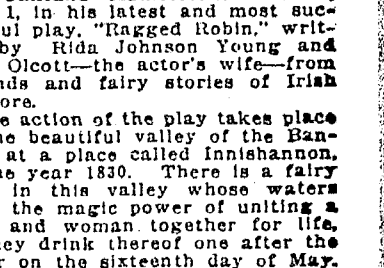 1, in his latest and most suc-
ul play, "Ragged Robin," writ-
by Rida Johnson Young and
Olcott—the actor's wife—from
nds and fairy stories of Irish
ore.
e action of the play takes place
he beautiful valley of the Ban-
at a place called Innishannon,
he year 1830. There is a fairy
in this valley whose waters
the magic power of uniting a
and woman together for life,
hey drink thereof one after the
r on the sixteenth day of May.